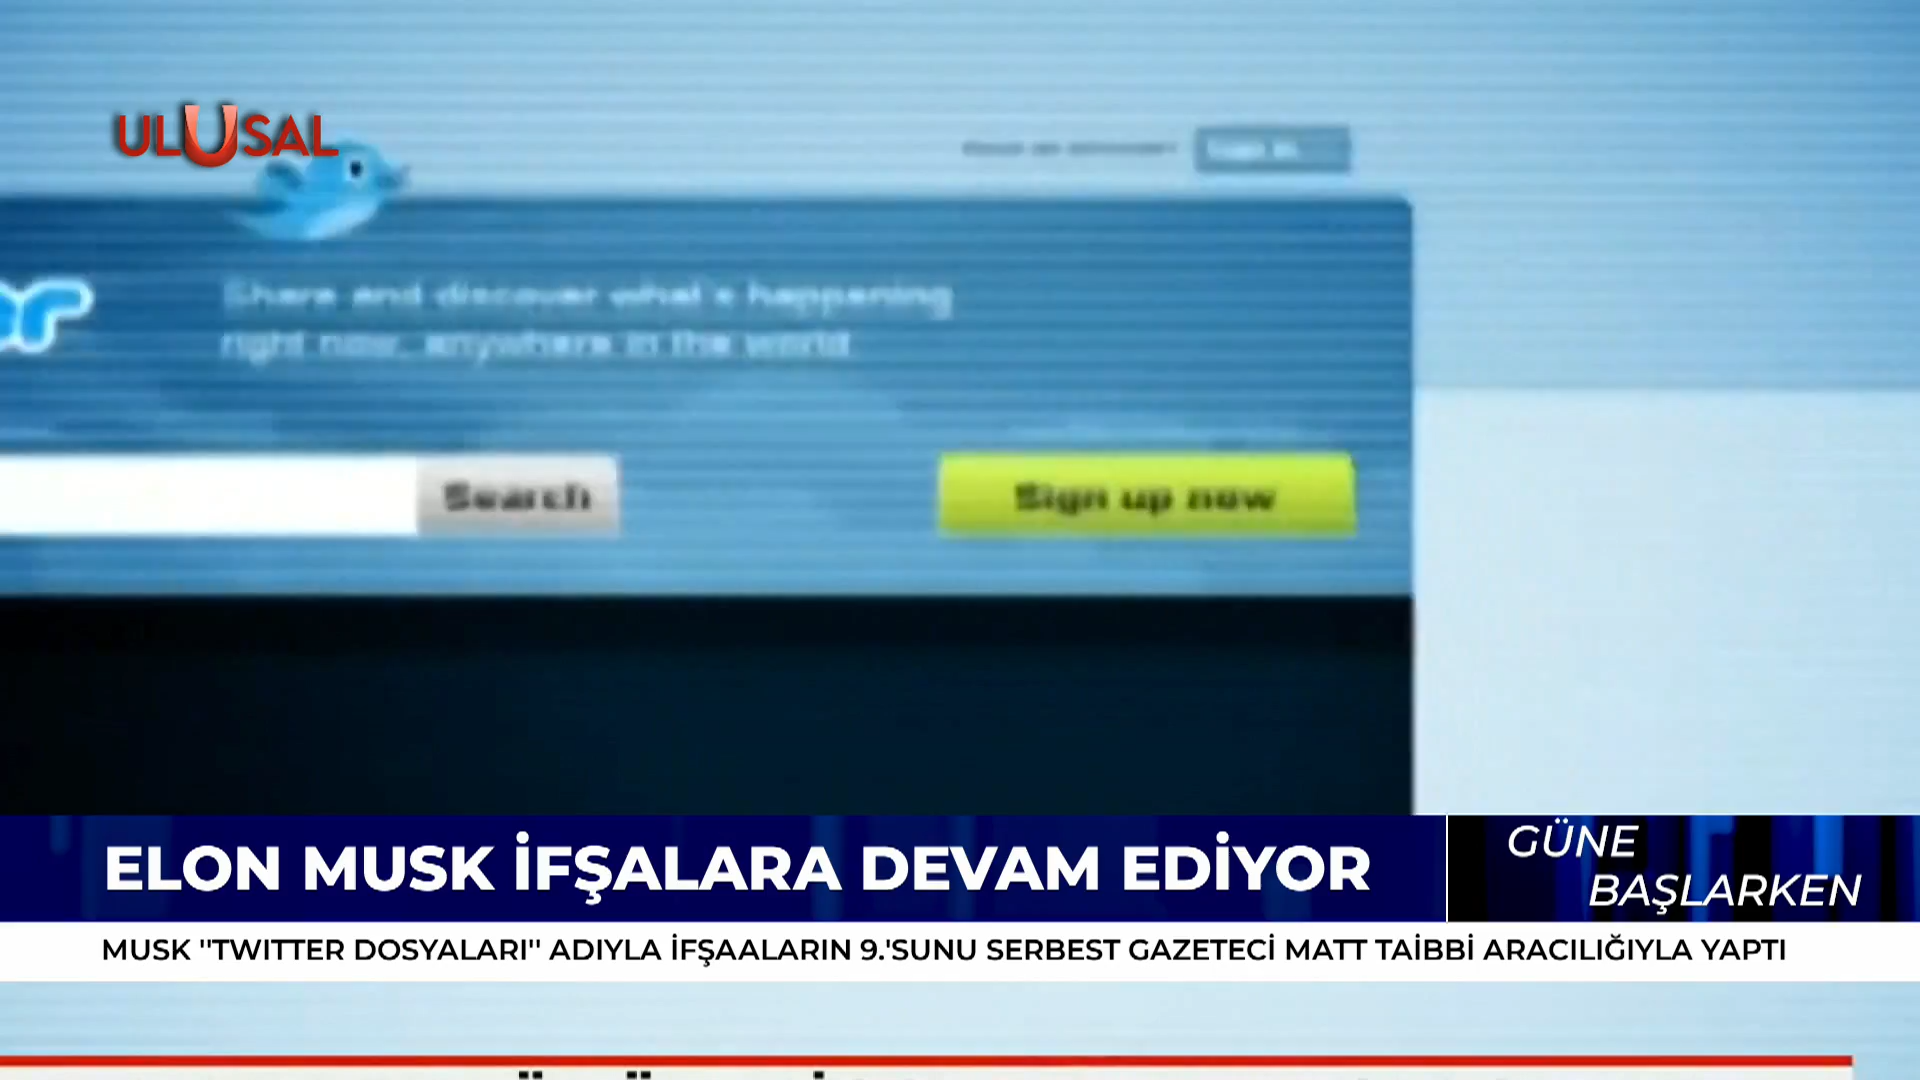 ULUSAL
Share and discover what's happening
right now, anywhere in the world
Search
Sign up now
ELON MUSK İFŞALARA DEVAM EDİYOR
GÜNE
BAŞLARKEN
MUSK "TWITTER DOSYALARI" ADIYLA İFŞAALARIN 9.'SUNU SERBEST GAZETECİ MATT TAİBBİ ARACILIĞIYLA YAPTI